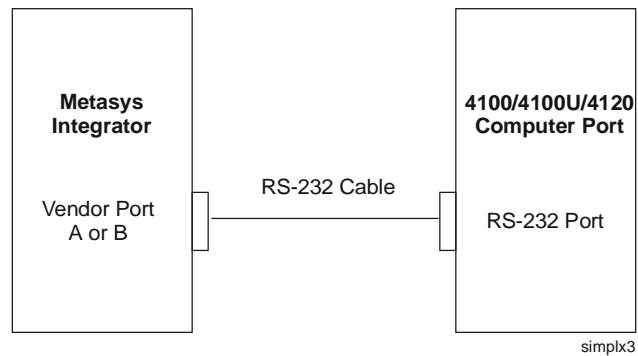 Metasys
Integrator
Vendor Port
A or B
RS-232 Cable
4100/4100U/4120
Computer Port
RS-232 Port
simplx3